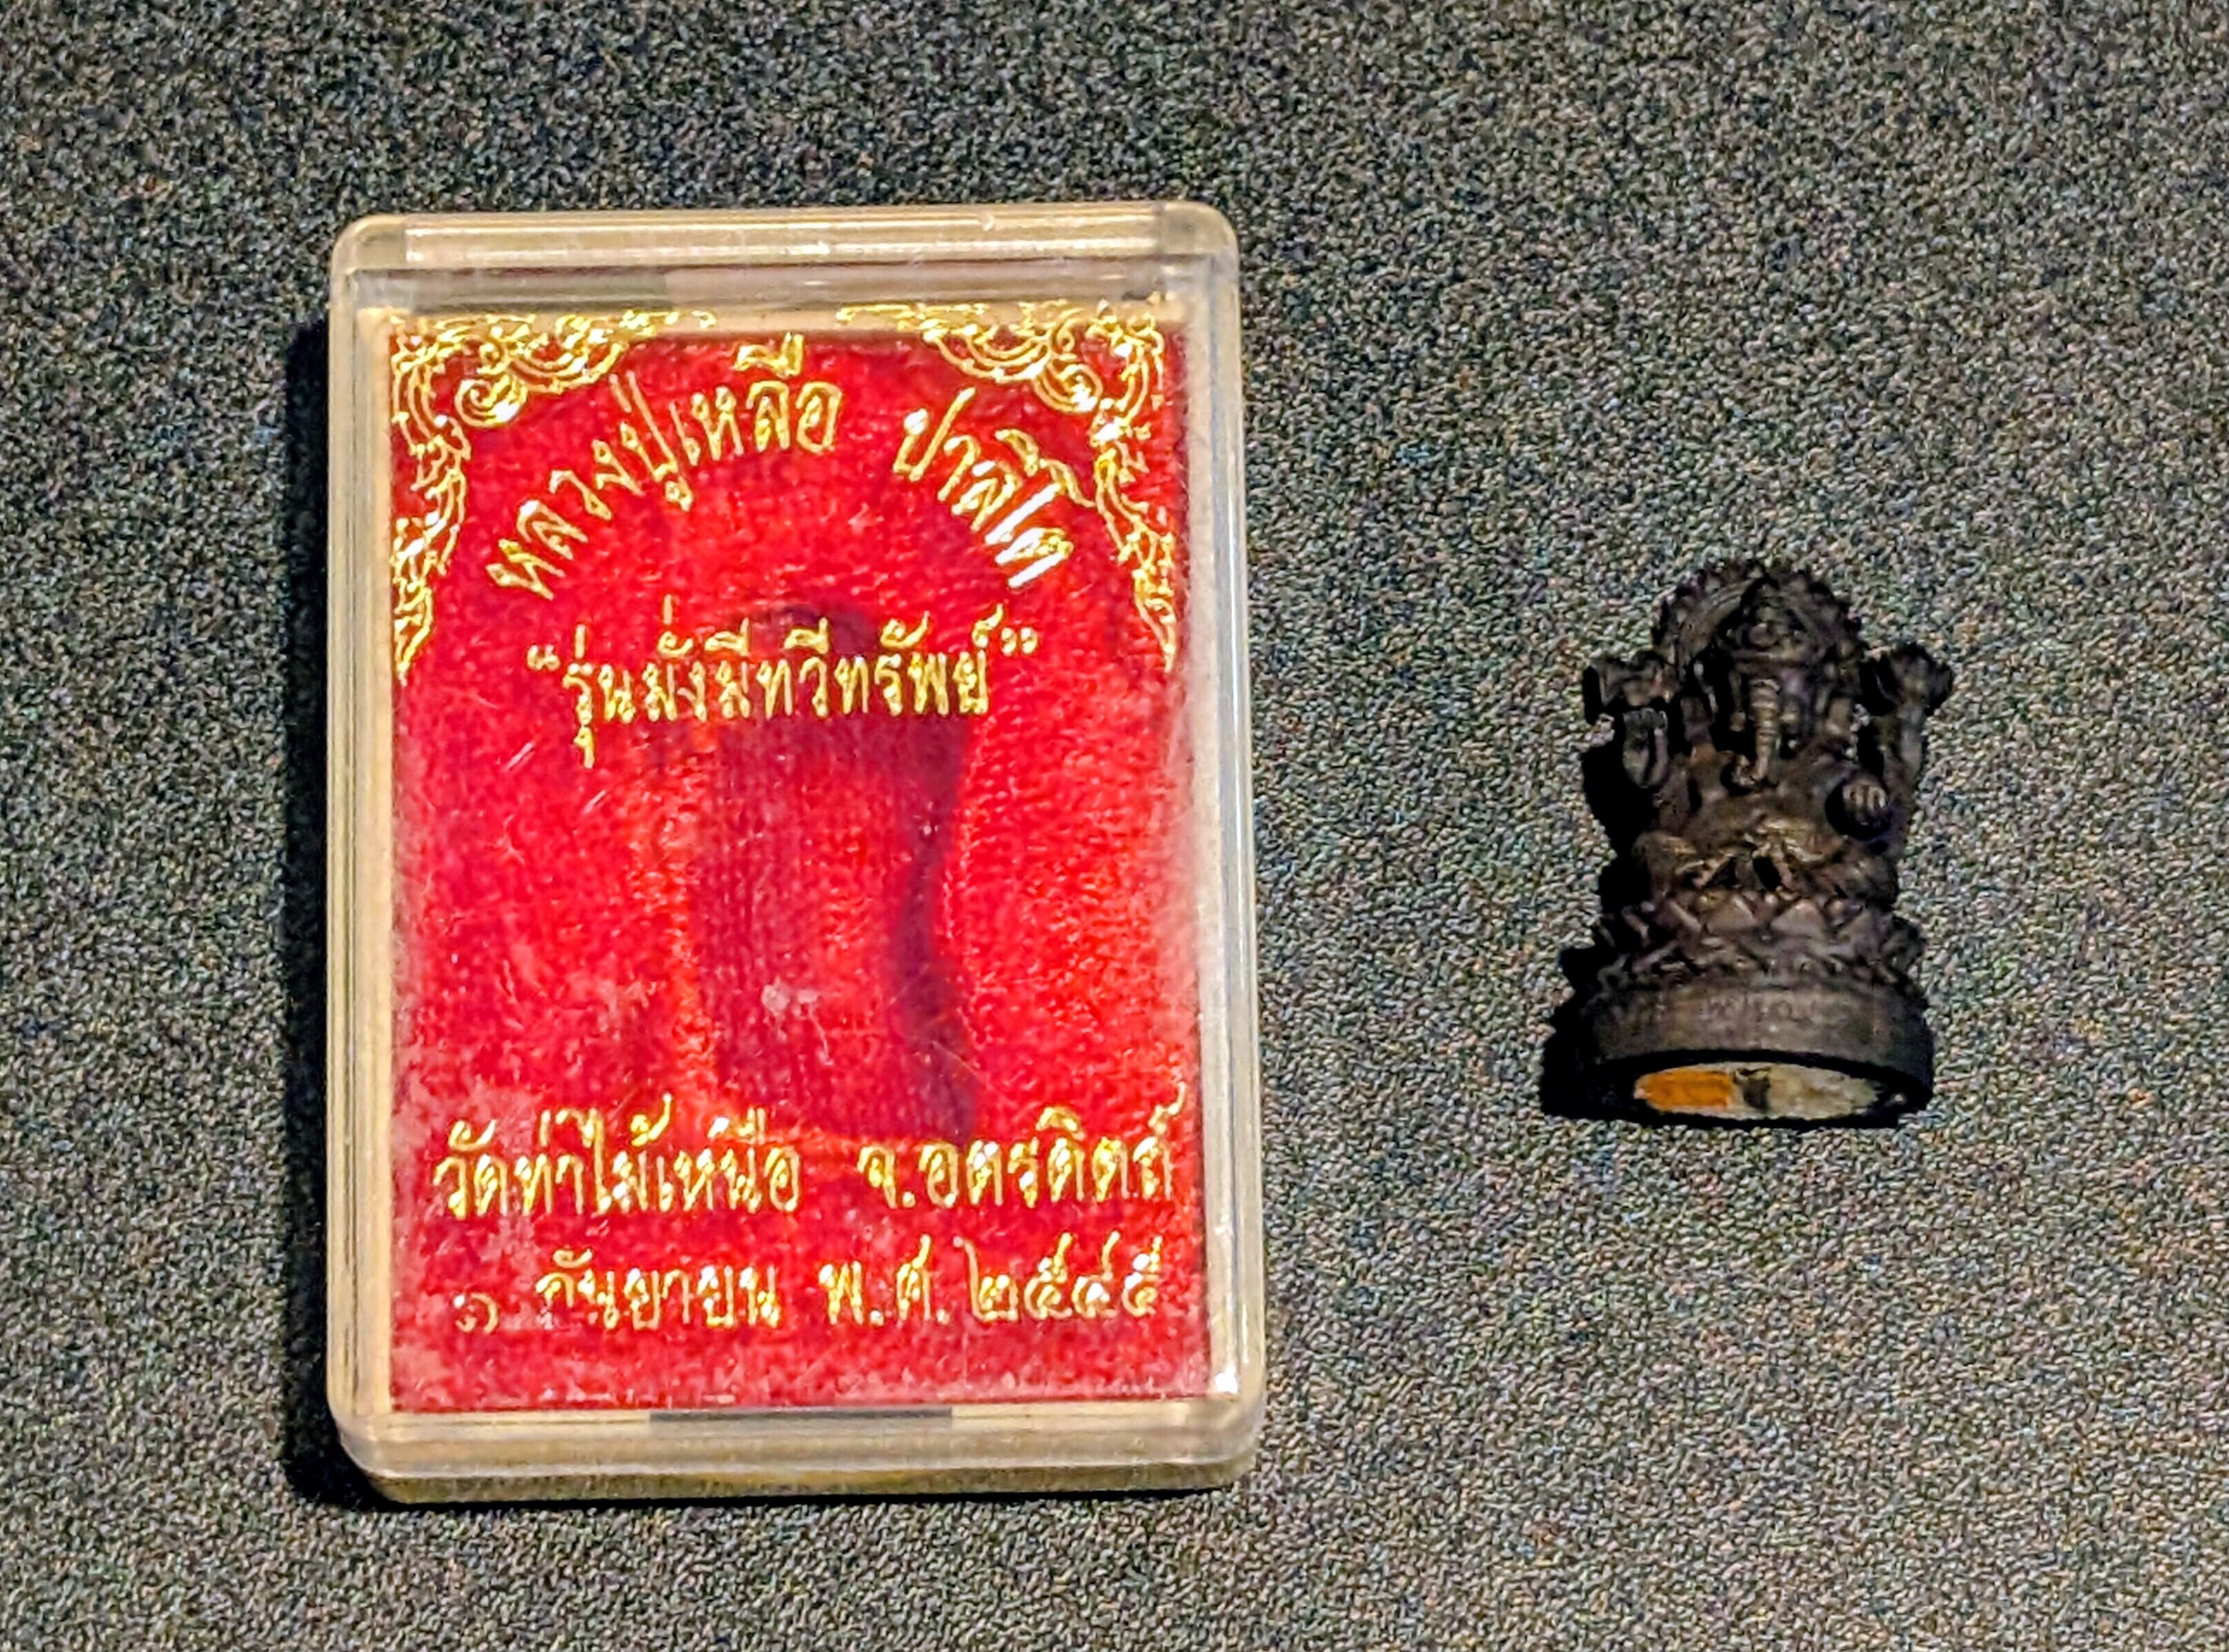 หลวงปู่เหลือ ปาลิโต
“รุ่นมั่งมีทวีทรัพย์”
วัดท่าไม้เหนือ จ.อตรดิตถ์
๑ กันยายน พ.ศ. ๒๕๔๕